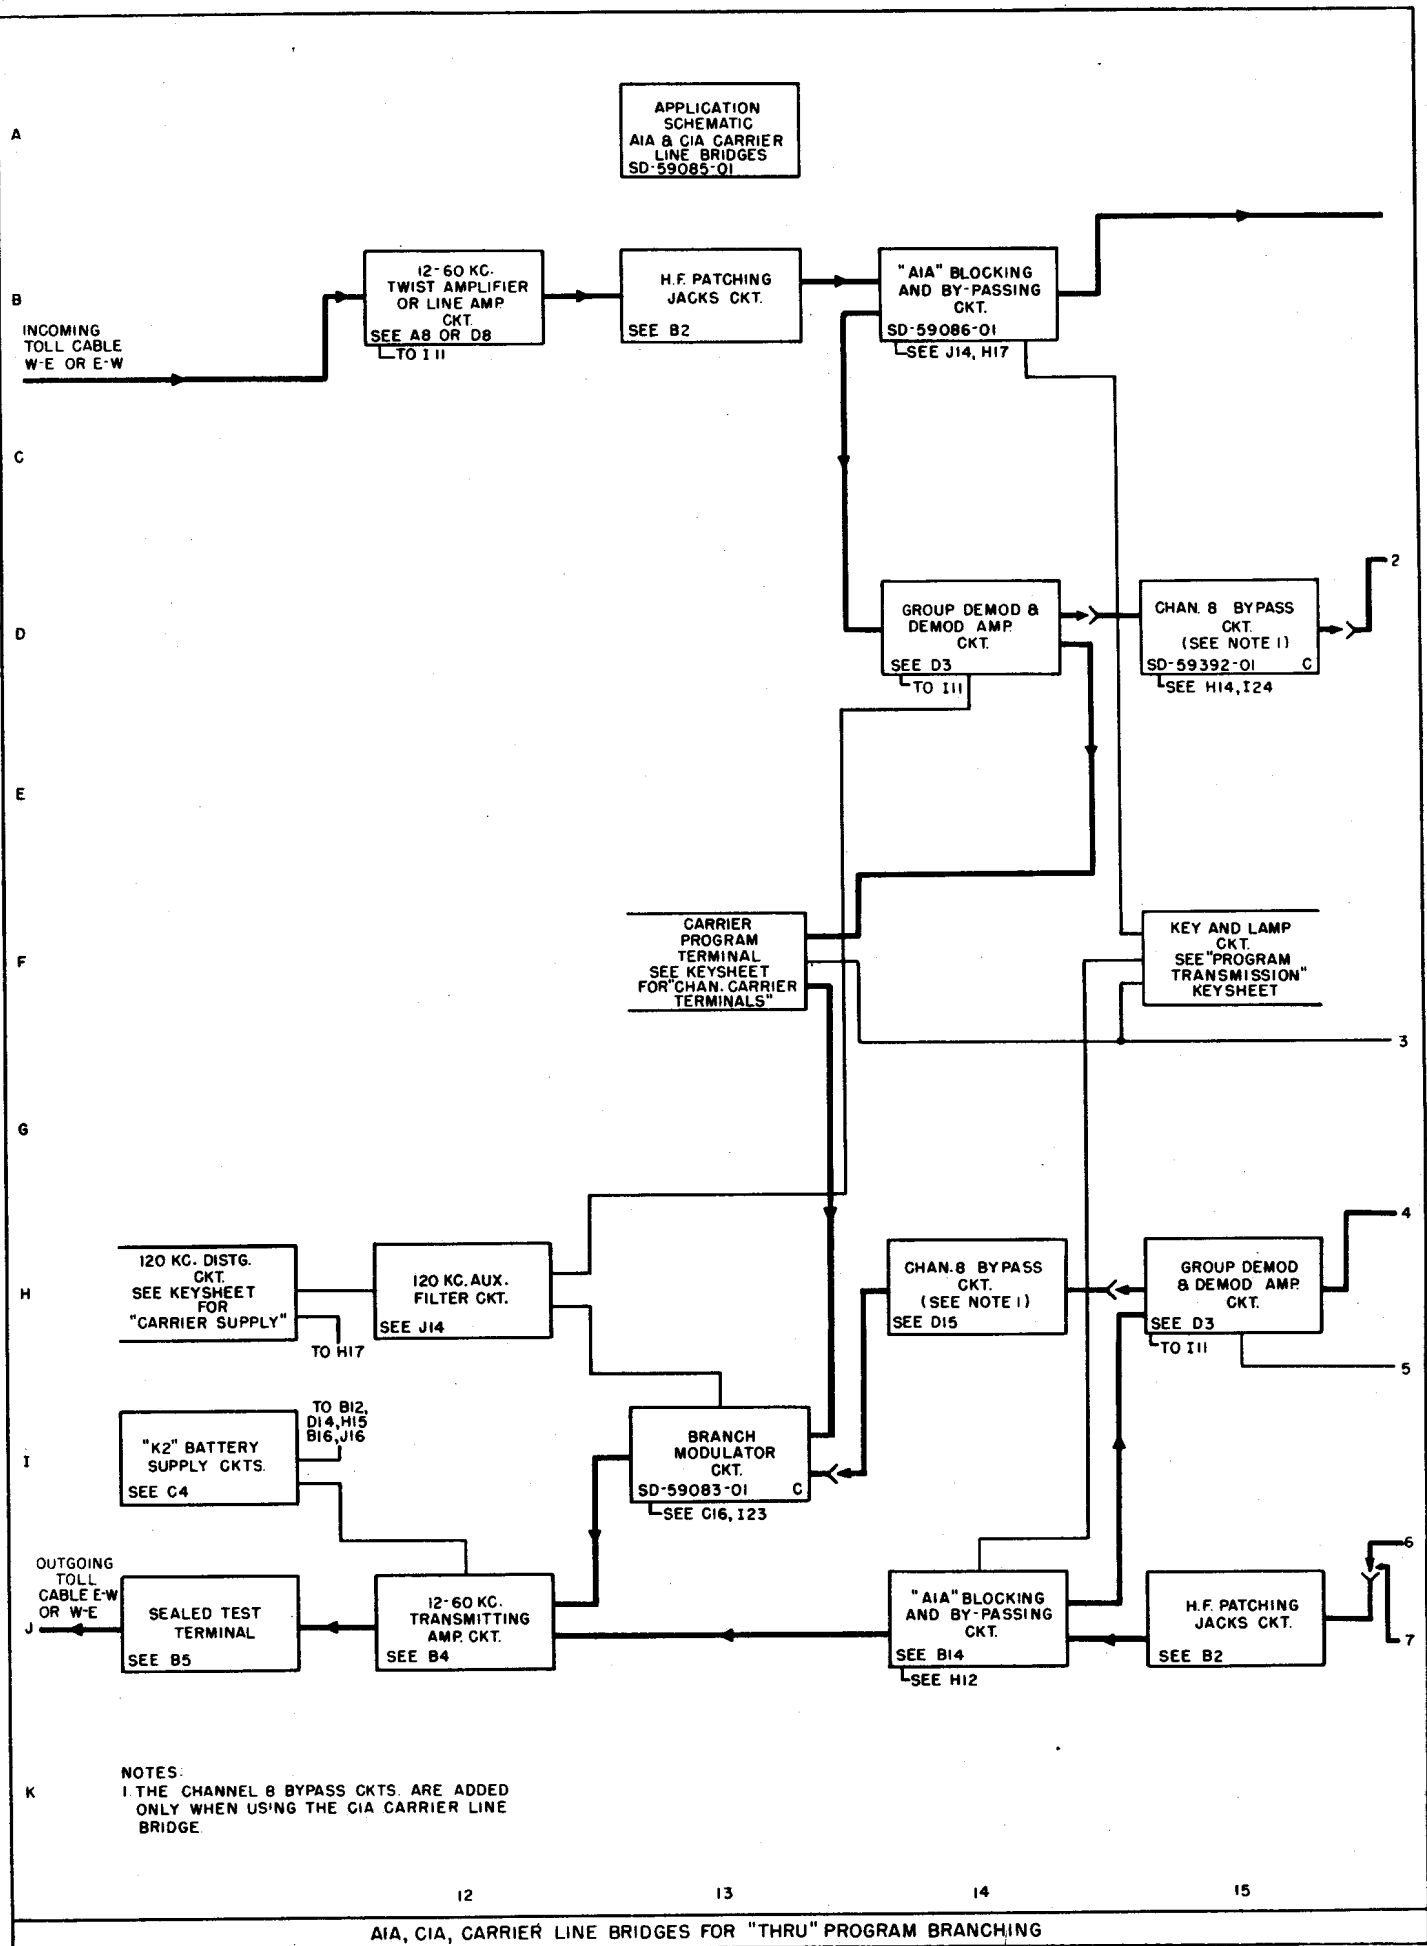 A
APPLICATION
SCHEMATIC
A1A & C1A CARRIER
LINE BRIDGES
SD-59085-01
B
INCOMING
TOLL CABLE
W-E OR E-W
12-60 KC.
TWIST AMPLIFIER
OR LINE AMP.
CKT.
SEE A8 OR D8
TO I11
H.F. PATCHING
JACKS CKT.
SEE B2
"A1A" BLOCKING
AND BY-PASSING
CKT.
SD-59086-01
SEE J14, H17
C
2
D
GROUP DEMOD &
DEMOD AMP.
CKT.
SEE D3
TO I11
CHAN. 8 BYPASS
CKT.
(SEE NOTE 1)
SD-59392-01 C
SEE H14, I24
E
F
CARRIER
PROGRAM
TERMINAL
SEE KEYSHEET
FOR "CHAN. CARRIER
TERMINALS"
KEY AND LAMP
CKT.
SEE "PROGRAM
TRANSMISSION"
KEYSHEET
3
G
4
H
120 KC. DISTG.
CKT.
SEE KEYSHEET
FOR
"CARRIER SUPPLY"
TO H17
120 KC. AUX.
FILTER CKT.
SEE J14
CHAN. 8 BYPASS
CKT.
(SEE NOTE 1)
SEE D15
GROUP DEMOD
& DEMOD AMP.
CKT.
SEE D3
TO I11
5
I
"K2" BATTERY
SUPPLY CKTS.
SEE C4
TO B12,
D14, H15
B16, J16
BRANCH
MODULATOR
CKT.
SD-59083-01 C
SEE C16, I23
6
J
OUTGOING
TOLL
CABLE E-W
OR W-E
SEALED TEST
TERMINAL
SEE B5
12-60 KC.
TRANSMITTING
AMP. CKT.
SEE B4
"A1A" BLOCKING
AND BY-PASSING
CKT.
SEE B14
SEE H12
H.F. PATCHING
JACKS CKT.
SEE B2
7
K
NOTES:
1. THE CHANNEL 8 BYPASS CKTS. ARE ADDED
ONLY WHEN USING THE C1A CARRIER LINE
BRIDGE.
12 13 14 15
A1A, C1A, CARRIER LINE BRIDGES FOR "THRU" PROGRAM BRANCHING